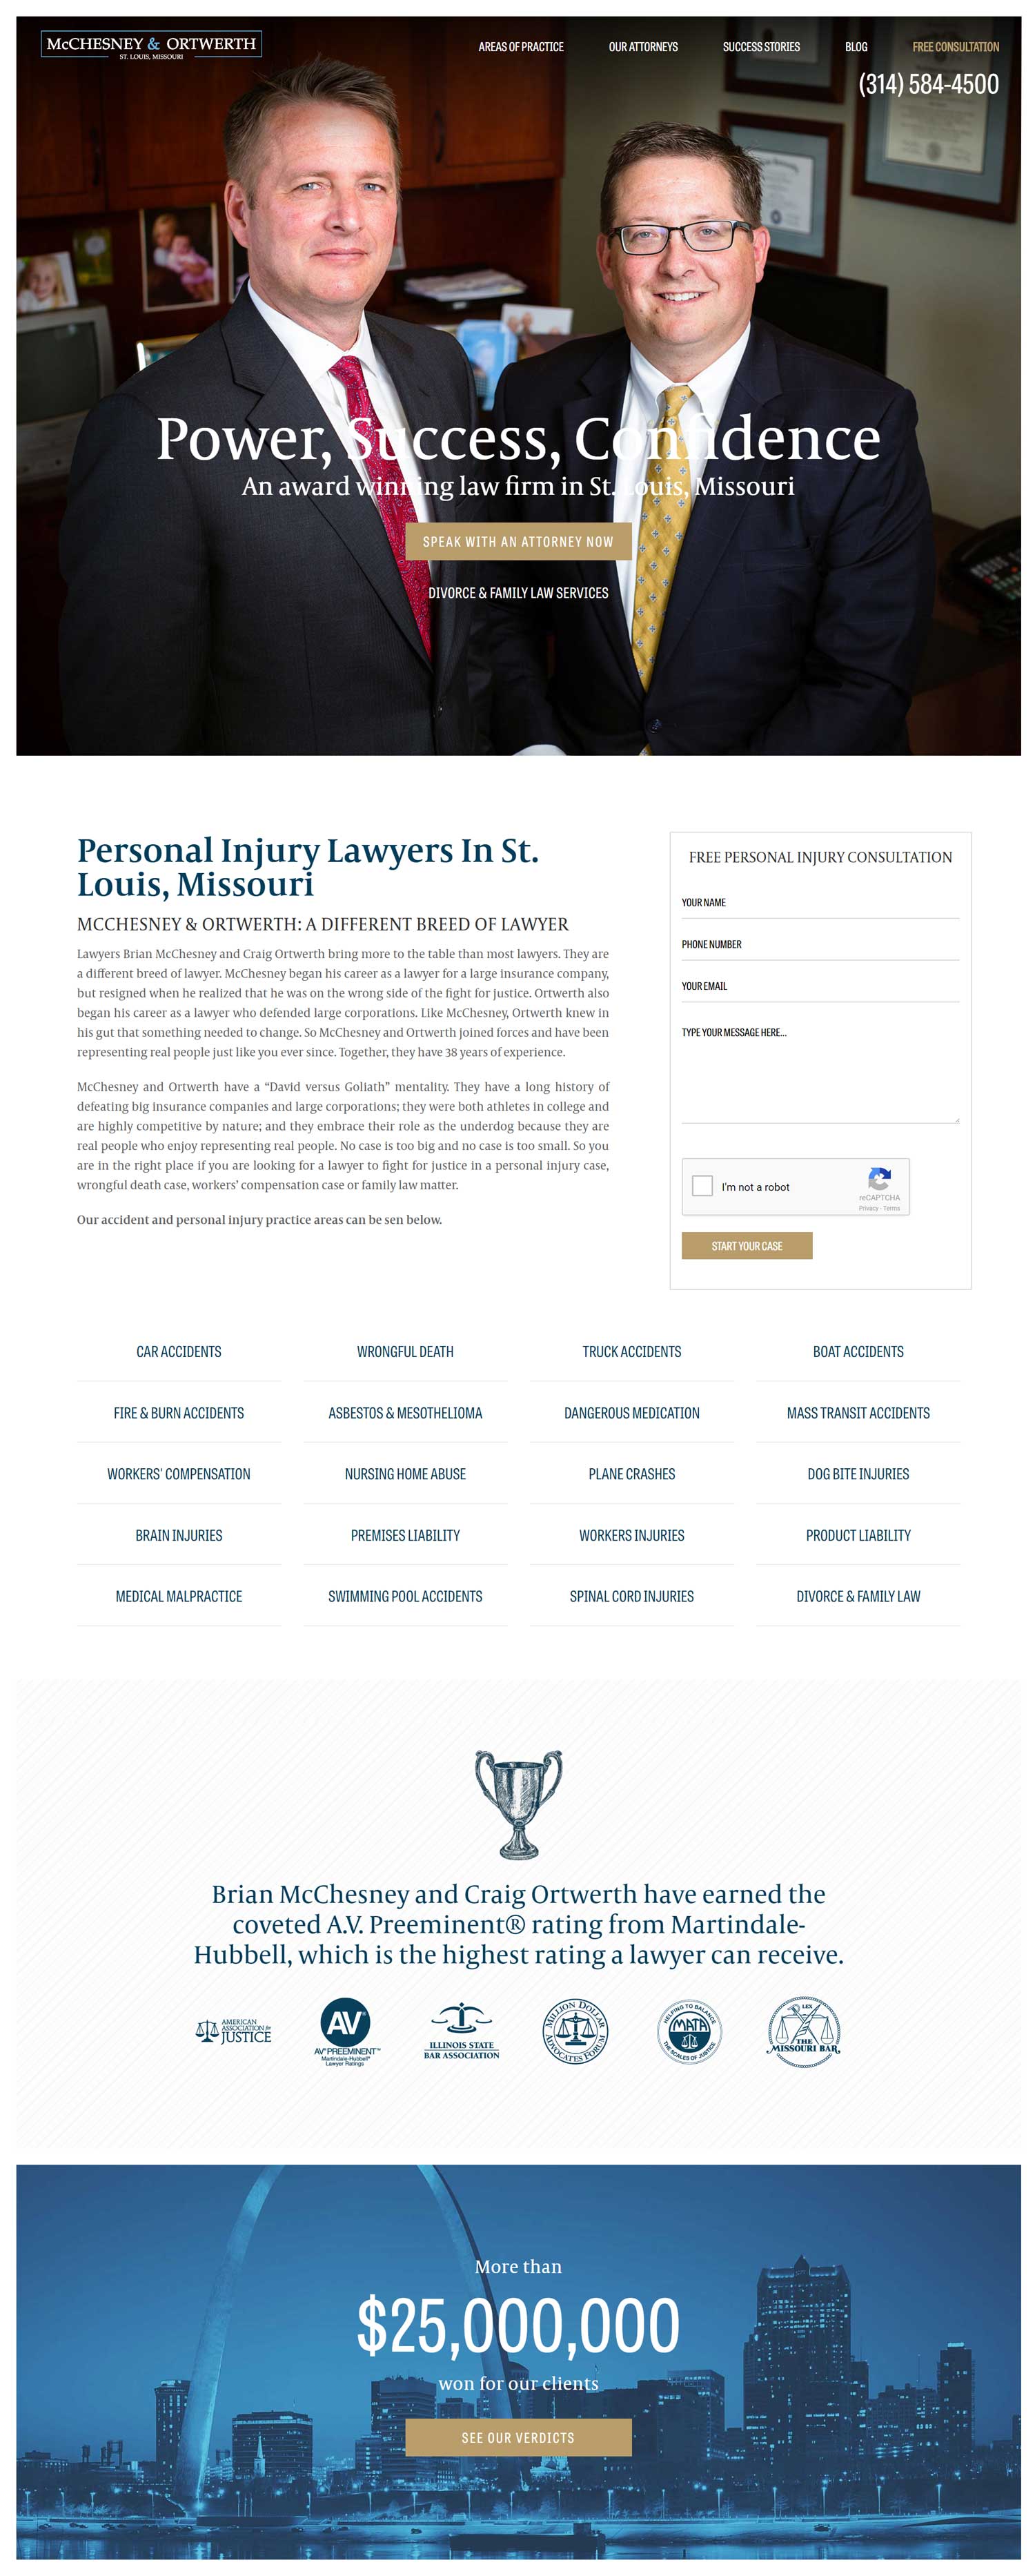 McCHESNEY & ORTWERTH
ST. LOUIS, MISSOURI
AREAS OF PRACTICE
OUR ATTORNEYS
SUCCESS STORIES
BLOG
FREE CONSULTATION
(314) 584-4500
Power, Success, Confidence
An award winning law firm in St. Louis, Missouri
SPEAK WITH AN ATTORNEY NOW
DIVORCE & FAMILY LAW SERVICES
Personal Injury Lawyers In St.
Louis, Missouri
MCCHESNEY & ORTWERTH: A DIFFERENT BREED OF LAWYER
Lawyers Brian McChesney and Craig Ortwerth bring more to the table than most lawyers. They are
a different breed of lawyer. McChesney began his career as a lawyer for a large insurance company,
but resigned when he realized that he was on the wrong side of the fight for justice. Ortwerth also
began his career as a lawyer who defended large corporations. Like McChesney, Ortwerth knew in
his gut that something needed to change. So McChesney and Ortwerth joined forces and have been
representing real people just like you ever since. Together, they have 38 years of experience.
McChesney and Ortwerth have a “David versus Goliath” mentality. They have a long history of
defeating big insurance companies and large corporations; they were both athletes in college and
are highly competitive by nature; and they embrace their role as the underdog because they are
real people who enjoy representing real people. No case is too big and no case is too small. So you
are in the right place if you are looking for a lawyer to fight for justice in a personal injury case,
wrongful death case, workers’ compensation case or family law matter.
Our accident and personal injury practice areas can be sen below.
FREE PERSONAL INJURY CONSULTATION
YOUR NAME
PHONE NUMBER
YOUR EMAIL
TYPE YOUR MESSAGE HERE...
I'm not a robot
reCAPTCHA
Privacy - Terms
START YOUR CASE
CAR ACCIDENTS
WRONGFUL DEATH
TRUCK ACCIDENTS
BOAT ACCIDENTS
FIRE & BURN ACCIDENTS
ASBESTOS & MESOTHELIOMA
DANGEROUS MEDICATION
MASS TRANSIT ACCIDENTS
WORKERS' COMPENSATION
NURSING HOME ABUSE
PLANE CRASHES
DOG BITE INJURIES
BRAIN INJURIES
PREMISES LIABILITY
WORKERS INJURIES
PRODUCT LIABILITY
MEDICAL MALPRACTICE
SWIMMING POOL ACCIDENTS
SPINAL CORD INJURIES
DIVORCE & FAMILY LAW
Brian McChesney and Craig Ortwerth have earned the
coveted A.V. Preeminent® rating from Martindale-
Hubbell, which is the highest rating a lawyer can receive.
AMERICAN
ASSOCIATION for
JUSTICE
AV®
AV® PREEMINENT™
Martindale-Hubbell®
Lawyer Ratings
ILLINOIS STATE
BAR ASSOCIATION
MILLION DOLLAR
ADVOCATES FORUM
HELPING TO BALANCE
MATA
THE SCALES OF JUSTICE
LEX
THE
MISSOURI BAR
More than
$25,000,000
won for our clients
SEE OUR VERDICTS